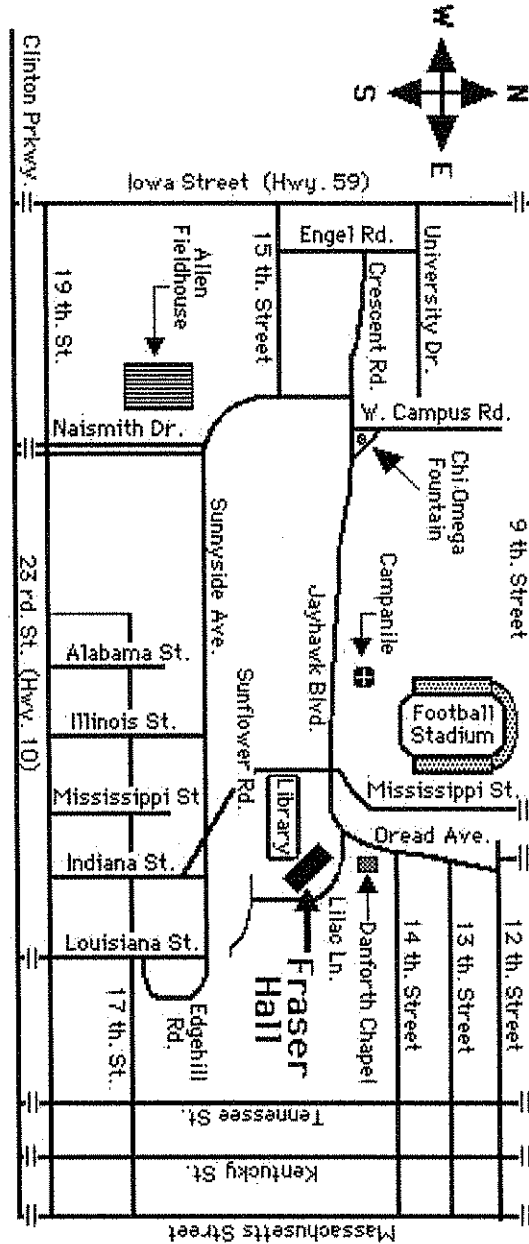 W
N
S
E
Clinton Prkwy.
Iowa Street (Hwy. 59)
Engel Rd.
University Dr.
Crescent Rd.
15 th. Street
Allen
Fieldhouse
19 th. St.
Naismith Dr.
W. Campus Rd.
Chi Omega
Fountain
9 th. Street
Campanile
Jayhawk Blvd.
Sunnyside Ave.
23 rd. St. (Hwy. 10)
Alabama St.
Illinois St.
Sunflower Rd.
Football
Stadium
Mississippi St.
Mississippi St
Library
Oread Ave.
Indiana St.
Louisiana St.
Lilac Ln.
Danforth Chapel
Fraser
Hall
14 th. Street
13 th. Street
12 th. Street
17 th. St.
Edgehill
Rd.
Tennessee St.
Kentucky St.
Massachusetts Street